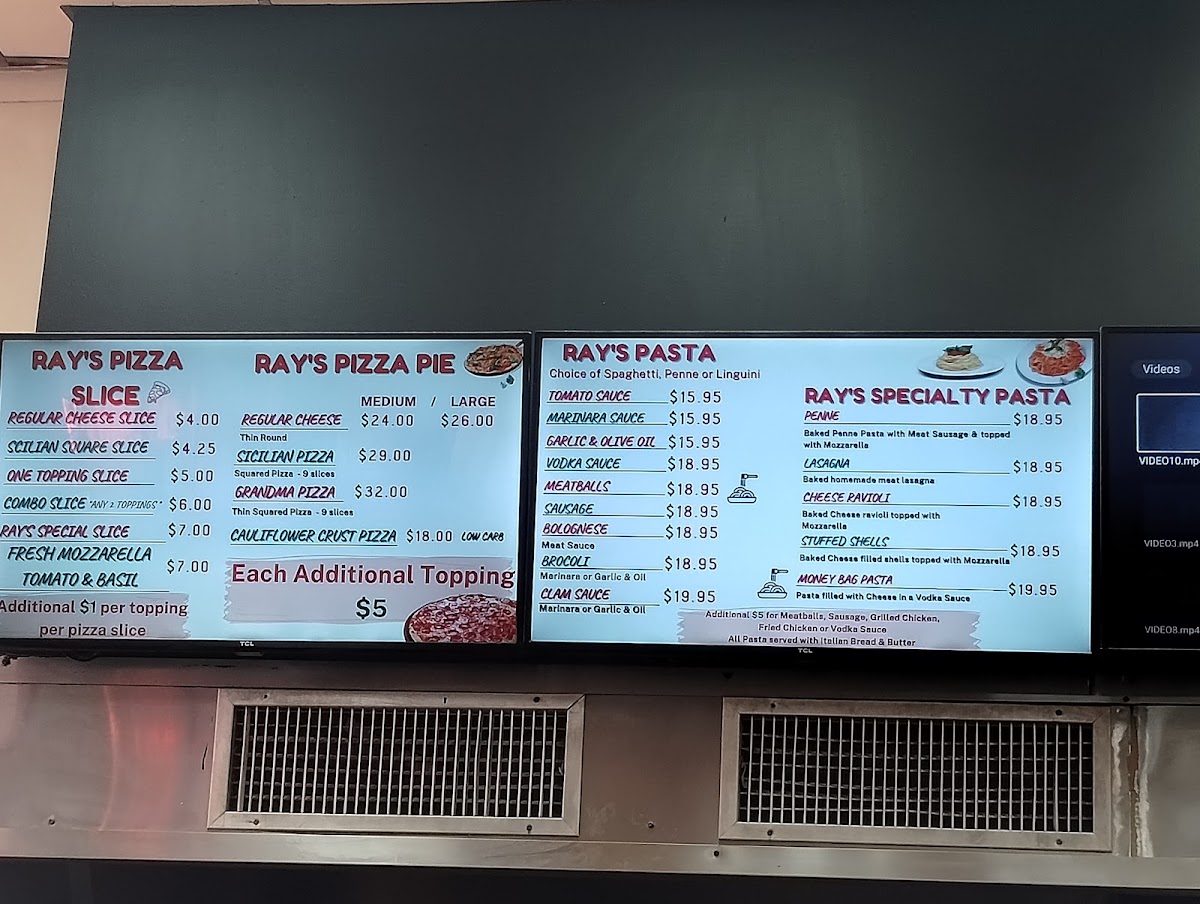 RAY'S PIZZA
SLICE
REGULAR CHEESE SLICE $4.00
SCILIAN SQUARE SLICE $4.25
ONE TOPPING SLICE $5.00
COMBO SLICE "ANY 2 TOPPINGS" $6.00
RAYS SPECIAL SLICE $7.00
FRESH MOZZARELLA
TOMATO & BASIL $7.00
Additional $1 per topping
per pizza slice
RAY'S PIZZA PIE
MEDIUM / LARGE
REGULAR CHEESE $24.00 $26.00
Thin Round
SICILIAN PIZZA $29.00
Squared Pizza - 9 slices
GRANDMA PIZZA $32.00
Thin Squared Pizza - 9 slices
CAULIFLOWER CRUST PIZZA $18.00 LOW CARB
Each Additional Topping
$5
TCL
RAY'S PASTA
Choice of Spaghetti, Penne or Linguini
TOMATO SAUCE $15.95
MARINARA SAUCE $15.95
GARLIC & OLIVE OIL $15.95
VODKA SAUCE $18.95
MEATBALLS $18.95
SAUSAGE $18.95
BOLOGNESE $18.95
Meat Sauce
BROCOLI $18.95
Marinara or Garlic & Oil
CLAM SAUCE $19.95
Marinara or Garlic & Oil
RAY'S SPECIALTY PASTA
PENNE $18.95
Baked Penne Pasta with Meat Sausage & topped
with Mozzarella
LASAGNA $18.95
Baked homemade meat lasagna
CHEESE RAVIOLI $18.95
Baked Cheese ravioli topped with
Mozzarella
STUFFED SHELLS $18.95
Baked Cheese filled shells topped with Mozzarella
MONEY BAG PASTA $19.95
Pasta filled with Cheese in a Vodka Sauce
Additional $5 for Meatballs, Sausage, Grilled Chicken,
Fried Chicken or Vodka Sauce
All Pasta served with Italian Bread & Butter
TCL
Videos
VIDEO10.mp
VIDEO3.mp4
VIDEO8.mp4